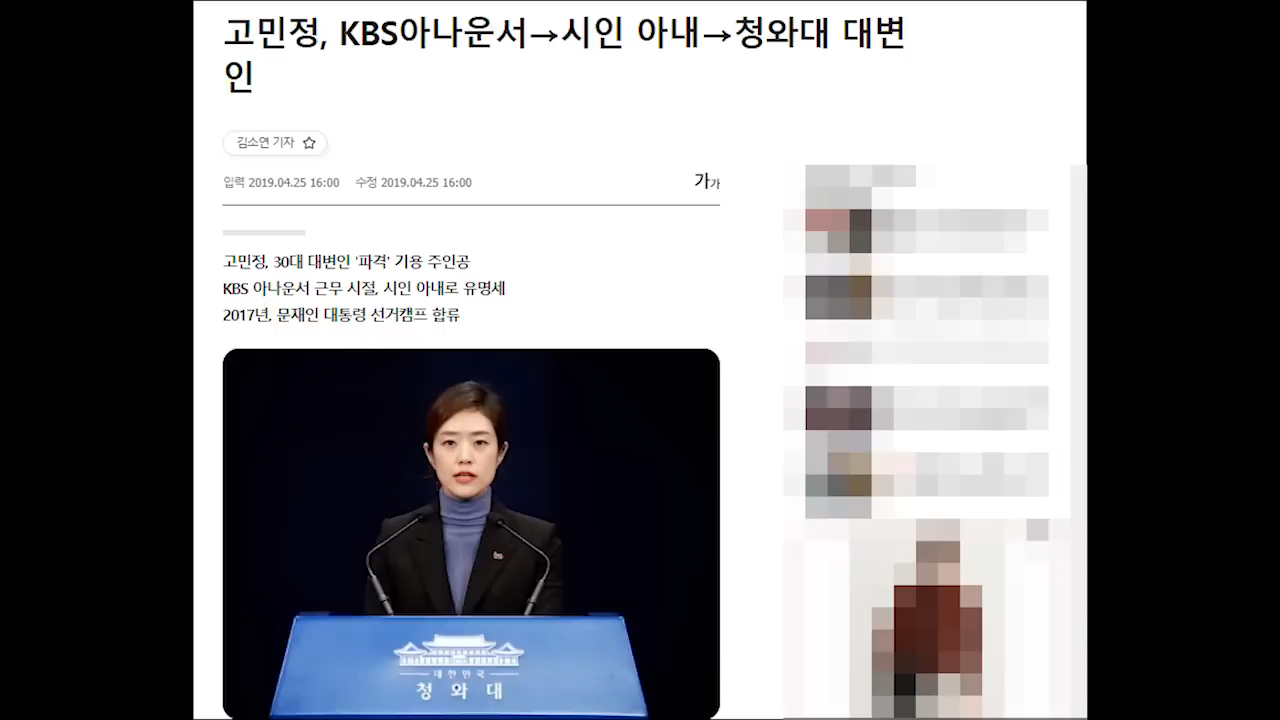 고민정, KBS아나운서→시인 아내→청와대 대변
인
김소연 기자
입력 2019.04.25 16:00 수정 2019.04.25 16:00
가가
고민정, 30대 대변인 '파격' 기용 주인공
KBS 아나운서 근무 시절, 시인 아내로 유명세
2017년, 문재인 대통령 선거캠프 합류
대한민국
청와대